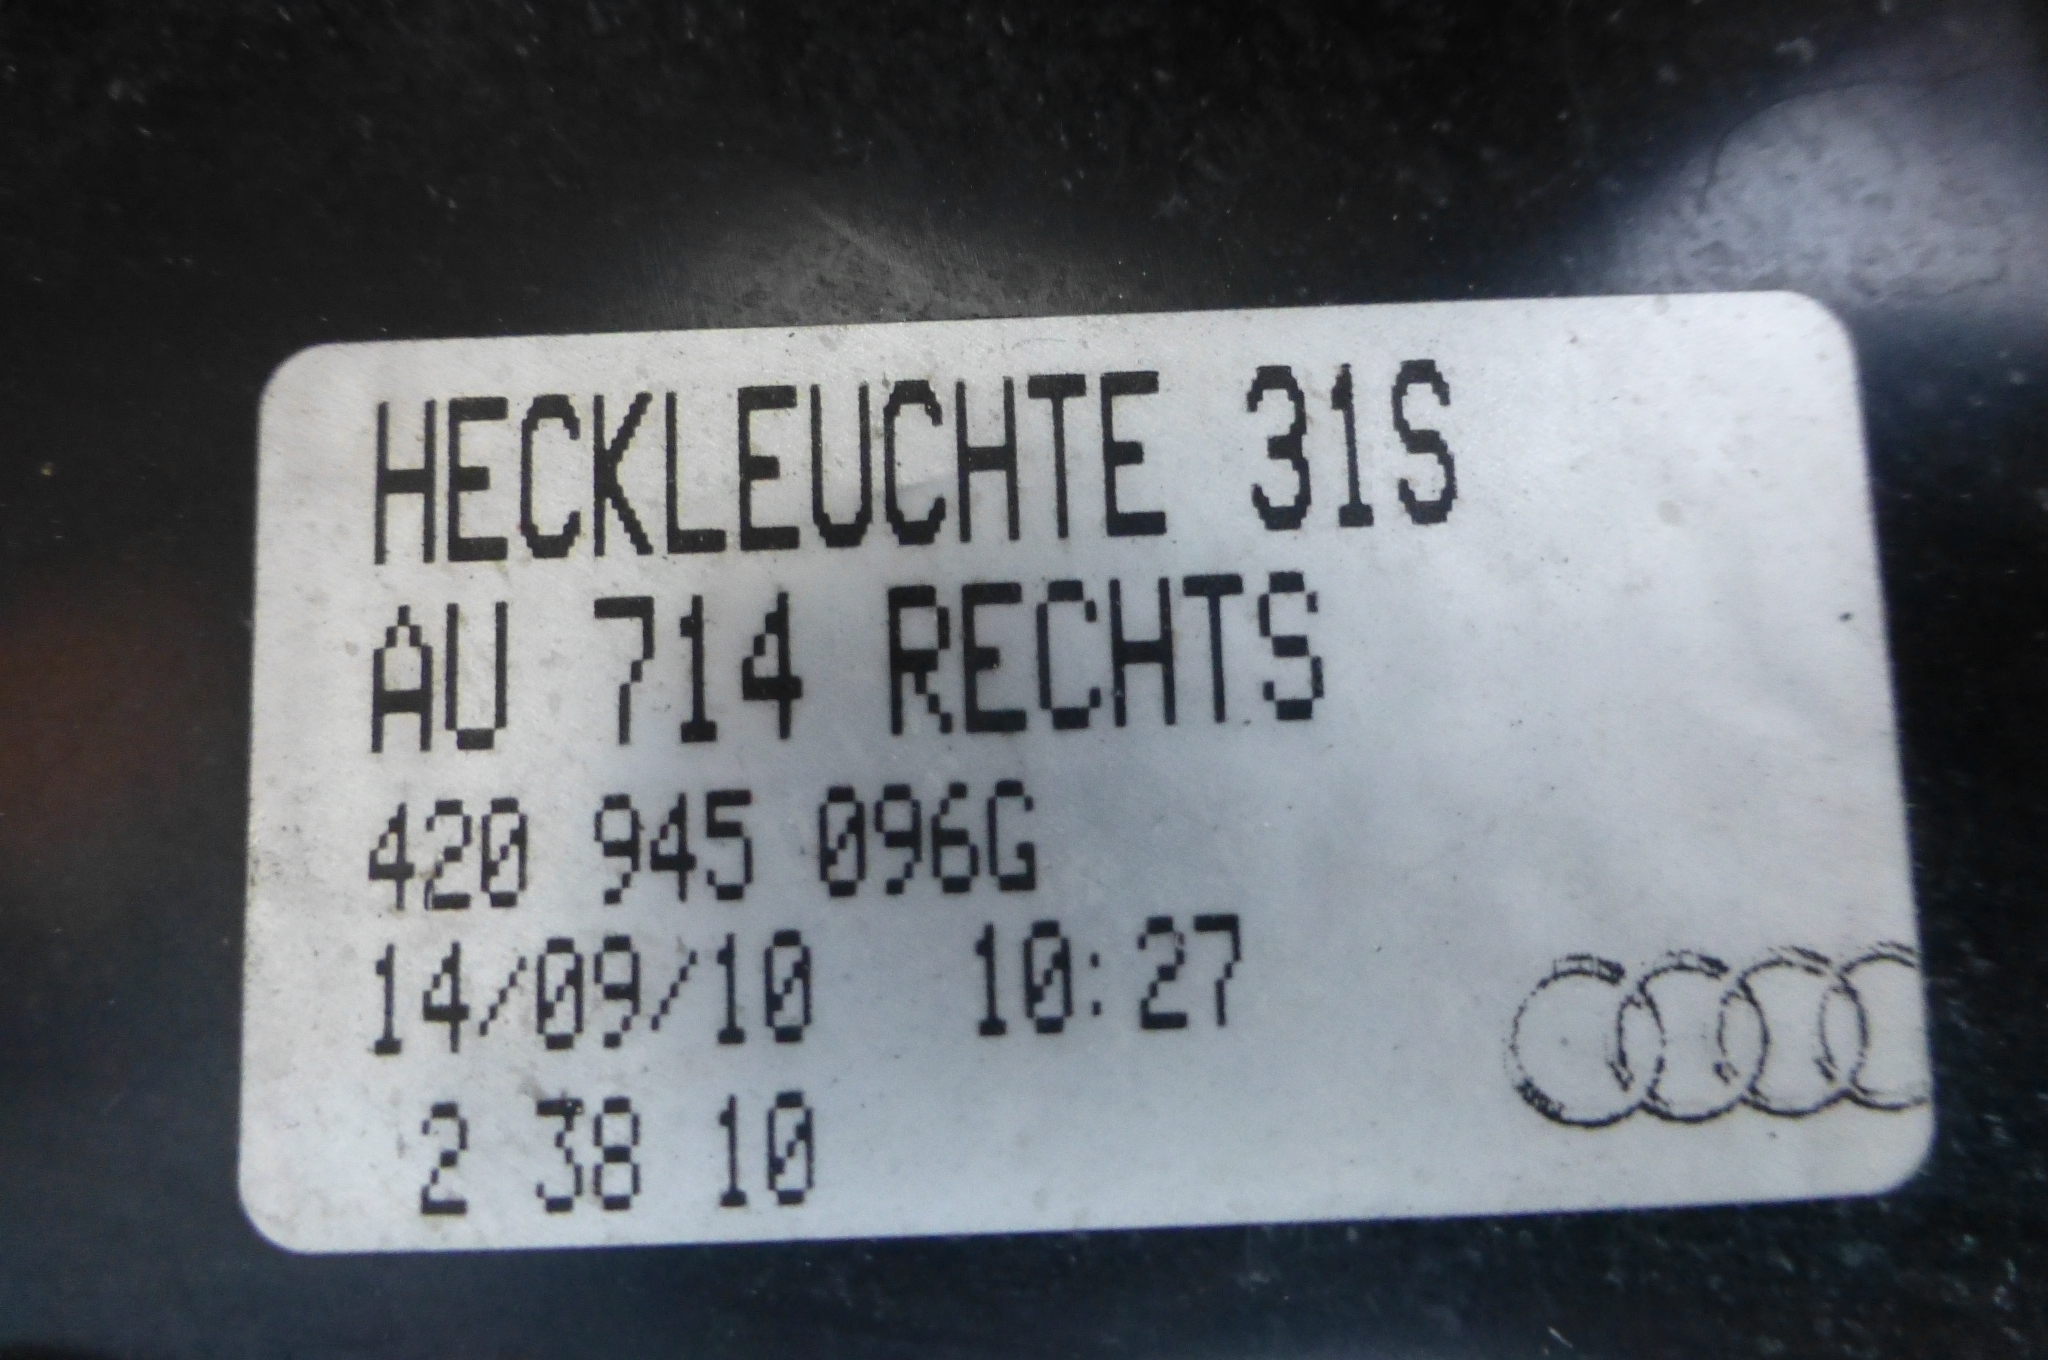 HECKLEUCHTE 31S
AU 714 RECHTS
420 945 096G
14/09/10 10:27
2 38 10